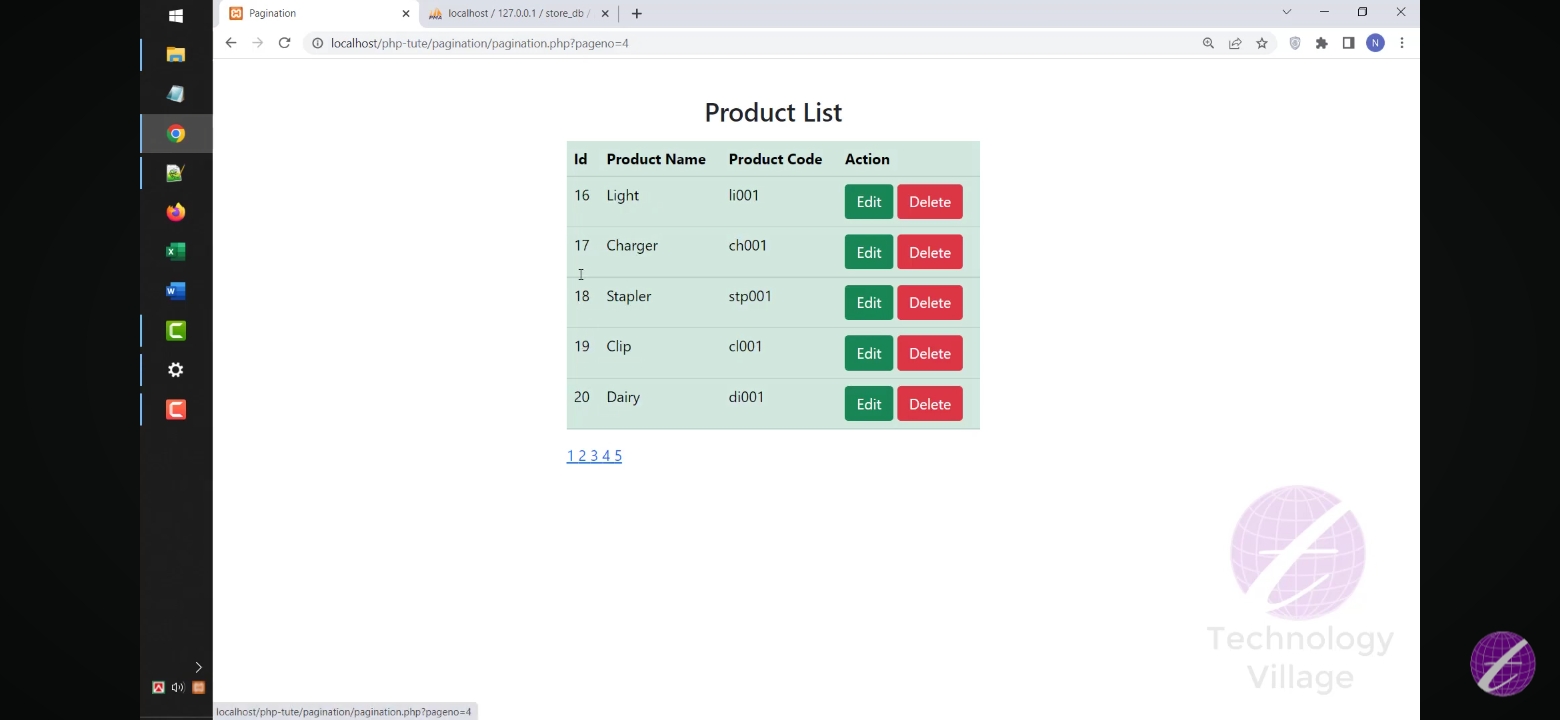 Pagination
localhost / 127.0.0.1 / store_db /
localhost/php-tute/pagination/pagination.php?pageno=4
N
Product List
Id Product Name Product Code Action
16 Light li001 Edit Delete
17 Charger ch001 Edit Delete
18 Stapler stp001 Edit Delete
19 Clip cl001 Edit Delete
20 Dairy di001 Edit Delete
1 2 3 4 5
Technology
Village
localhost/php-tute/pagination/pagination.php?pageno=4